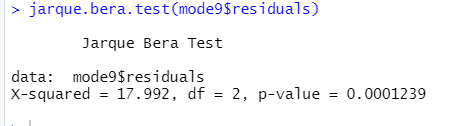 > jarque.bera.test(mode9$residuals)
Jarque Bera Test
data:  mode9$residuals
X-squared = 17.992, df = 2, p-value = 0.0001239
>